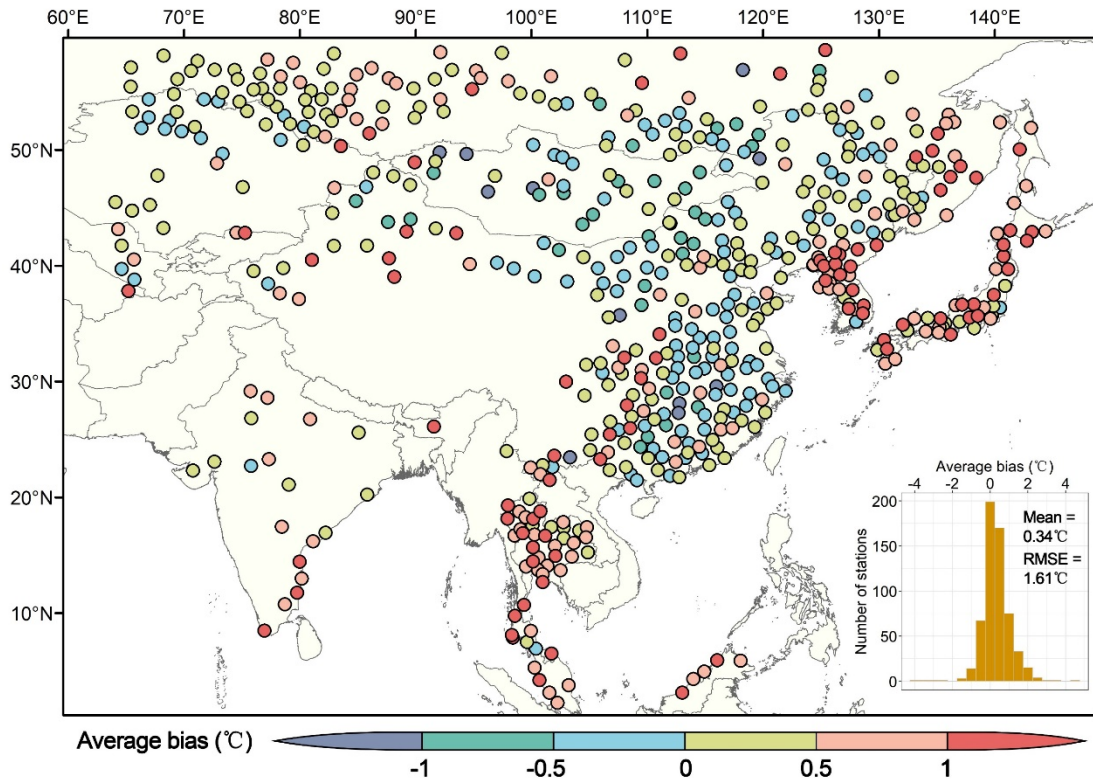 60°E 70°E 80°E 90°E 100°E 110°E 120°E 130°E 140°E
50°N
40°N
30°N
20°N
10°N
Average bias (℃)
-4 -2 0 2 4
200
150
100
50
0
Number of stations
Mean =
0.34℃
RMSE =
1.61℃
Average bias (℃)
-1 -0.5 0 0.5 1